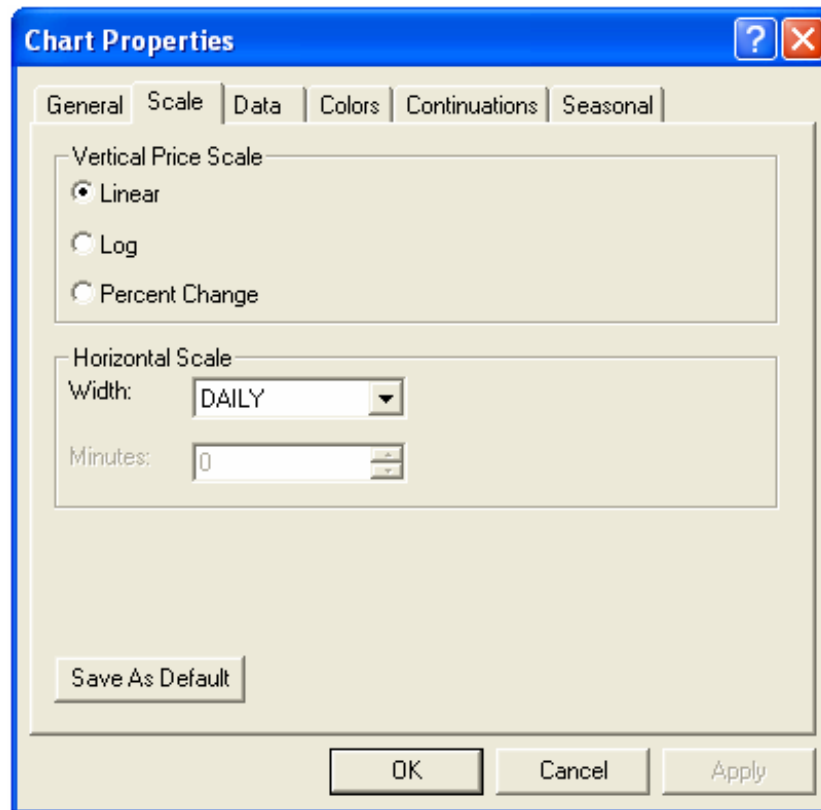 Chart Properties
General Scale Data Colors Continuations Seasonal
Vertical Price Scale
Linear
Log
Percent Change
Horizontal Scale
Width: DAILY
Minutes: 0
Save As Default
OK Cancel Apply